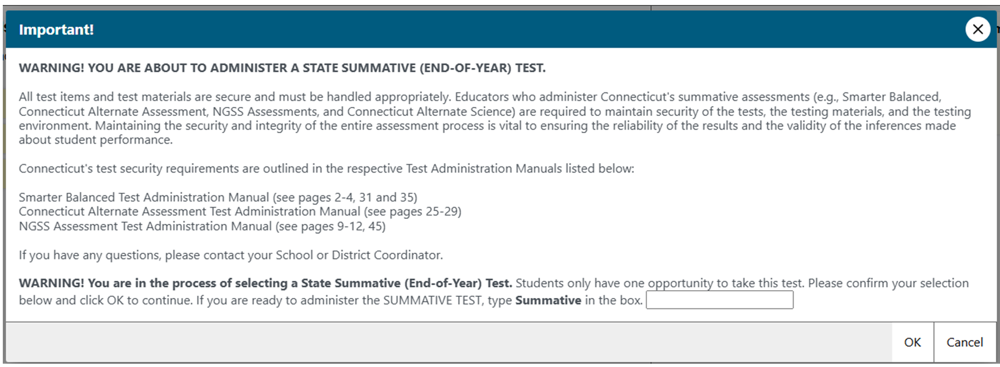 Important!
WARNING! YOU ARE ABOUT TO ADMINISTER A STATE SUMMATIVE (END-OF-YEAR) TEST.
All test items and test materials are secure and must be handled appropriately. Educators who administer Connecticut's summative assessments (e.g., Smarter Balanced,
Connecticut Alternate Assessment, NGSS Assessments, and Connecticut Alternate Science) are required to maintain security of the tests, the testing materials, and the testing
environment. Maintaining the security and integrity of the entire assessment process is vital to ensuring the reliability of the results and the validity of the inferences made
about student performance.
Connecticut's test security requirements are outlined in the respective Test Administration Manuals listed below:
Smarter Balanced Test Administration Manual (see pages 2-4, 31 and 35)
Connecticut Alternate Assessment Test Administration Manual (see pages 25-29)
NGSS Assessment Test Administration Manual (see pages 9-12, 45)
If you have any questions, please contact your School or District Coordinator.
WARNING! You are in the process of selecting a State Summative (End-of-Year) Test. Students only have one opportunity to take this test. Please confirm your selection
below and click OK to continue. If you are ready to administer the SUMMATIVE TEST, type Summative in the box.
OK Cancel